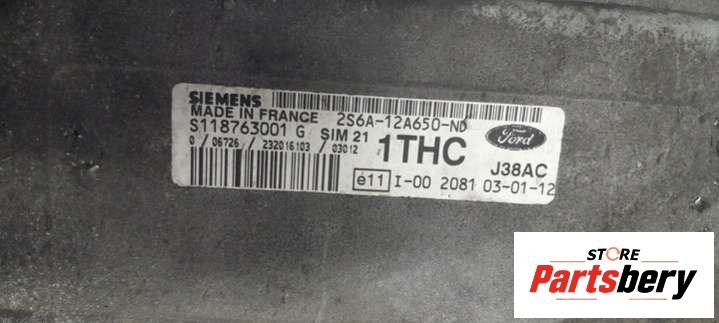 SIEMENS
MADE IN FRANCE 2S6A-12A650-ND
S118763001 G SIM 21 1THC
Ford
0 / 06726 / 232016103 / 03012
J38AC
e11 I-00 2081 03-01-12
STORE
Partsbery